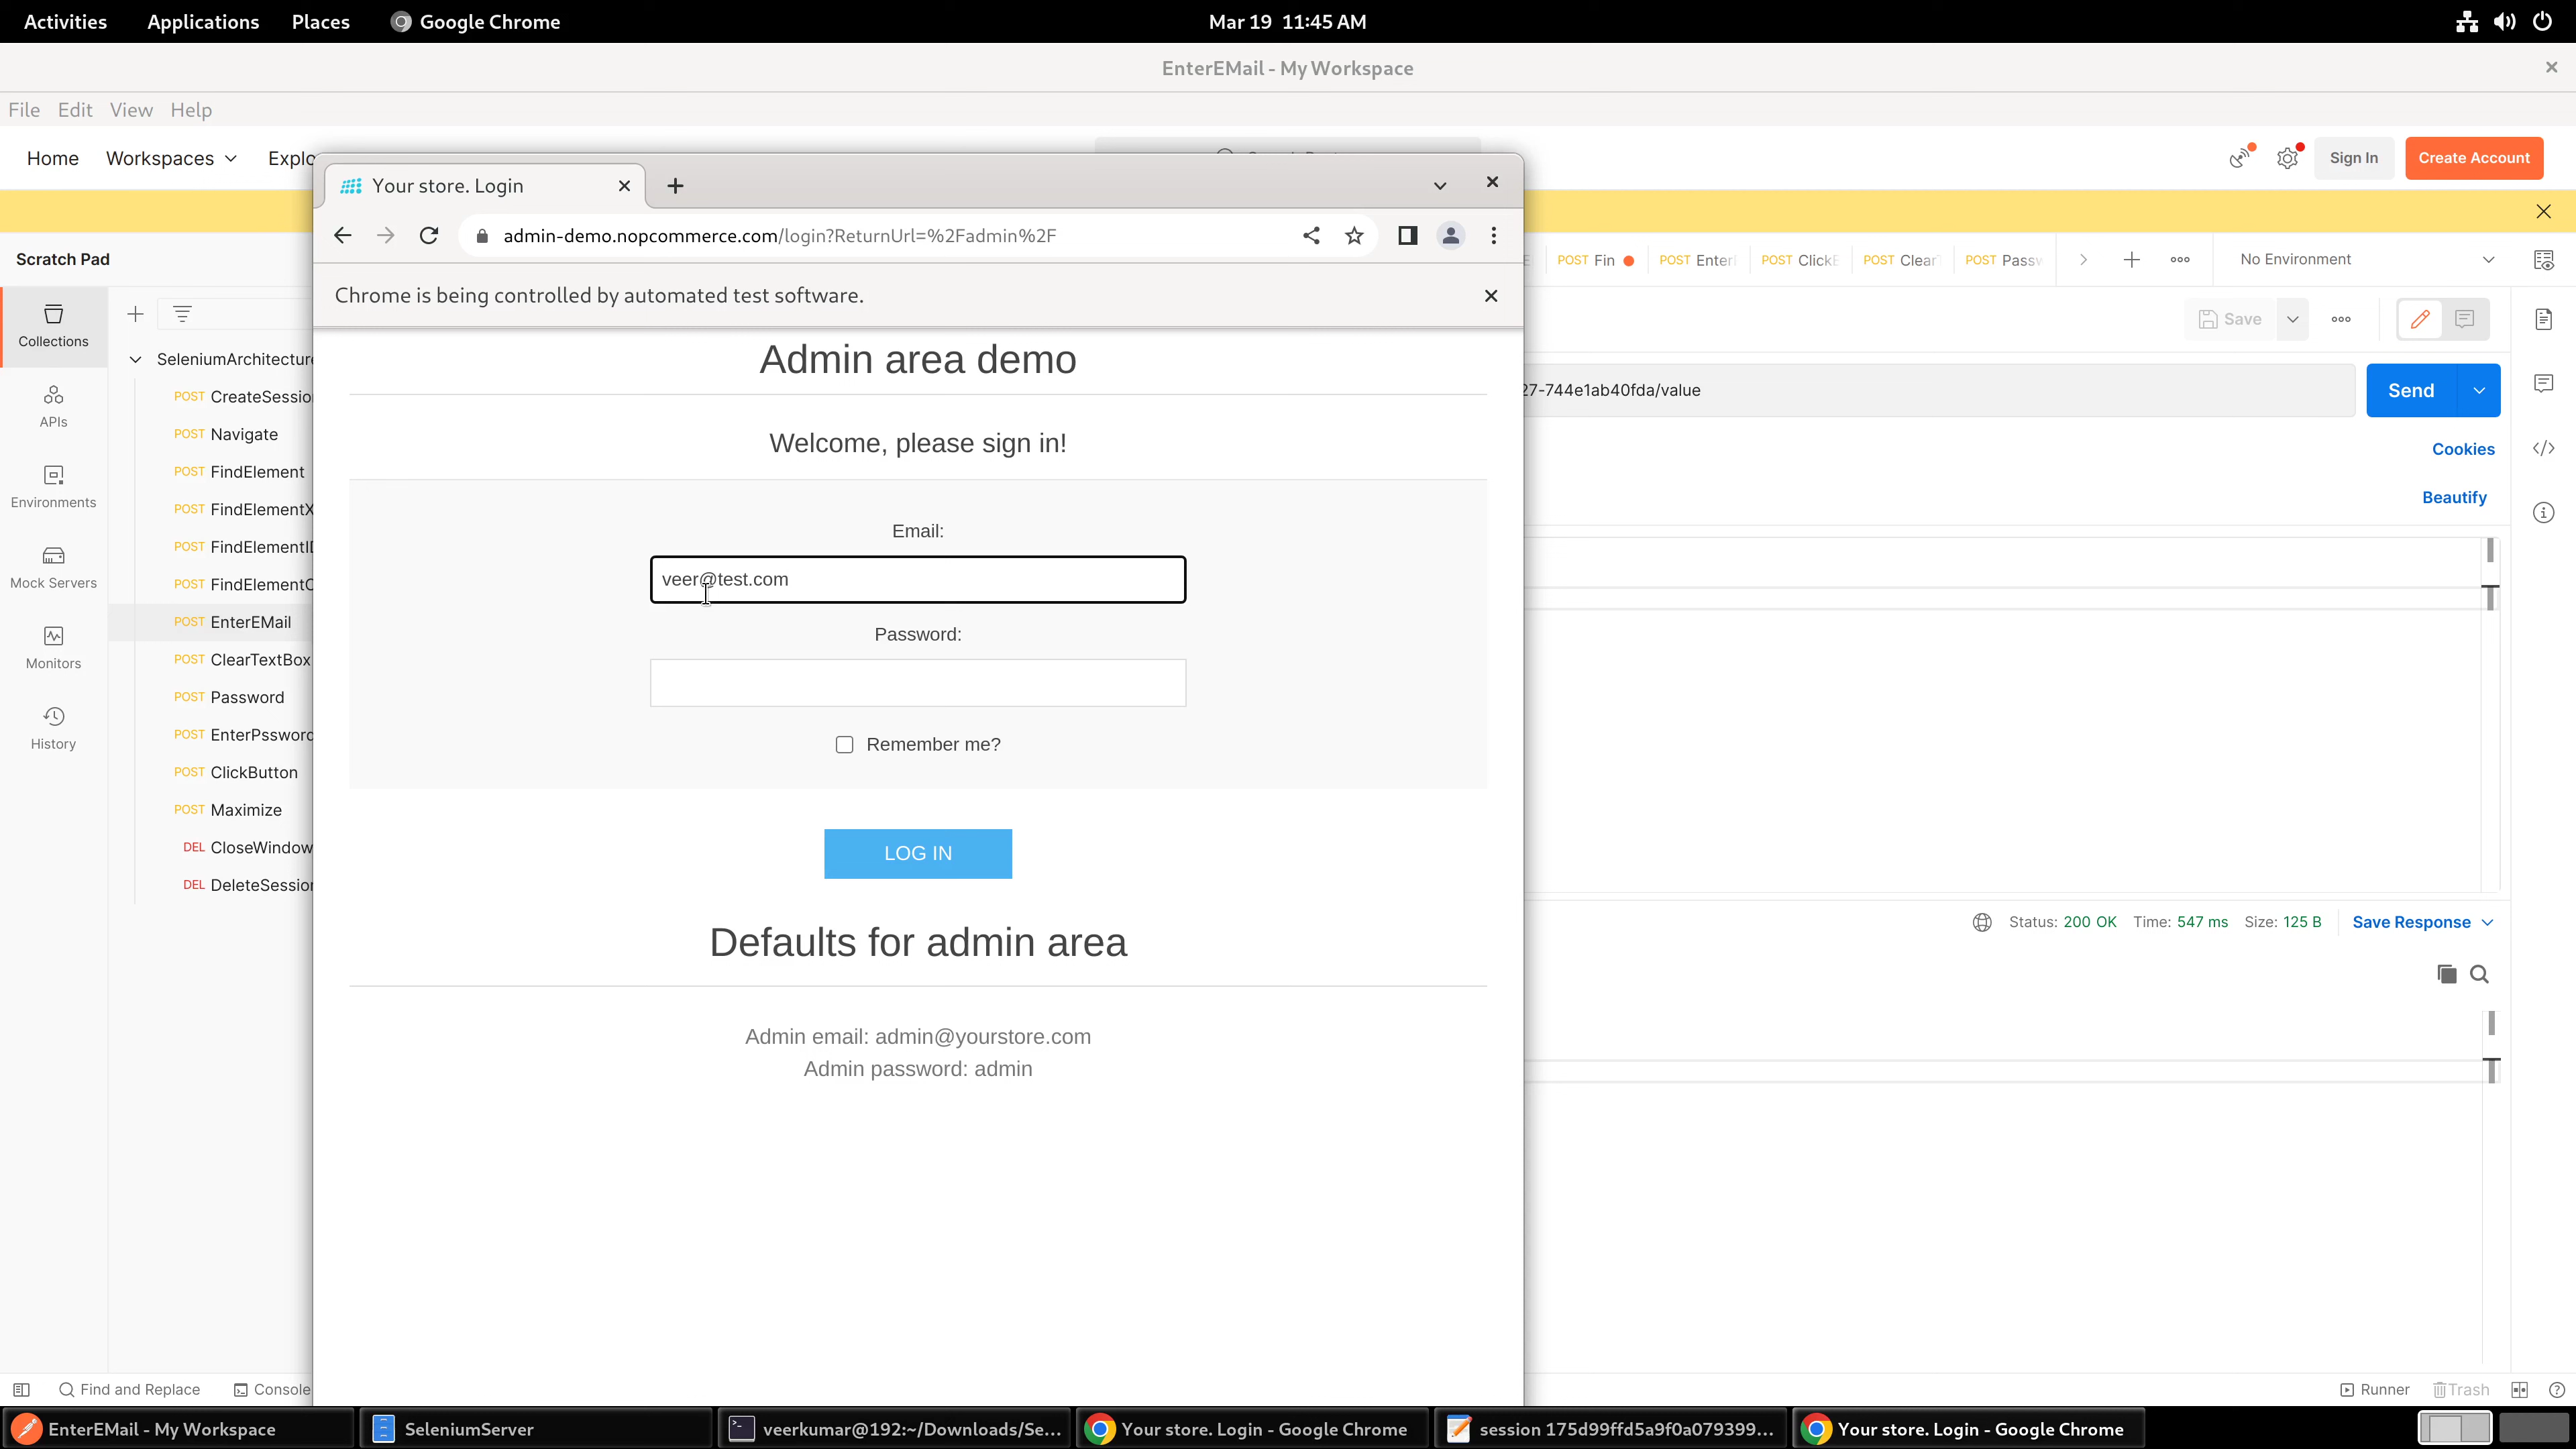 Activities Applications Places Google Chrome Mar 19 11:45 AM
EnterEMail - My Workspace
File Edit View Help
Home Workspaces Explo
Sign In Create Account
Your store. Login
admin-demo.nopcommerce.com/login?ReturnUrl=%2Fadmin%2F
Chrome is being controlled by automated test software.
Scratch Pad
POST Fin POST Enter POST Click POST Clear POST Passw
No Environment
Collections
APIs
Environments
Mock Servers
Monitors
History
SeleniumArchitecture
POST CreateSession
POST Navigate
POST FindElement
POST FindElementX
POST FindElementID
POST FindElementC
POST EnterEMail
POST ClearTextBox
POST Password
POST EnterPssword
POST ClickButton
POST Maximize
DEL CloseWindow
DEL DeleteSession
Admin area demo
Welcome, please sign in!
Email:
veer@test.com
Password:
Remember me?
LOG IN
Defaults for admin area
Admin email: admin@yourstore.com
Admin password: admin
Save
27-744e1ab40fda/value
Send
Cookies
Beautify
Status: 200 OK Time: 547 ms Size: 125 B Save Response
Find and Replace Console
Runner Trash
EnterEMail - My Workspace SeleniumServer veerkumar@192:~/Downloads/Se... Your store. Login - Google Chrome session 175d99ffd5a9f0a079399... Your store. Login - Google Chrome